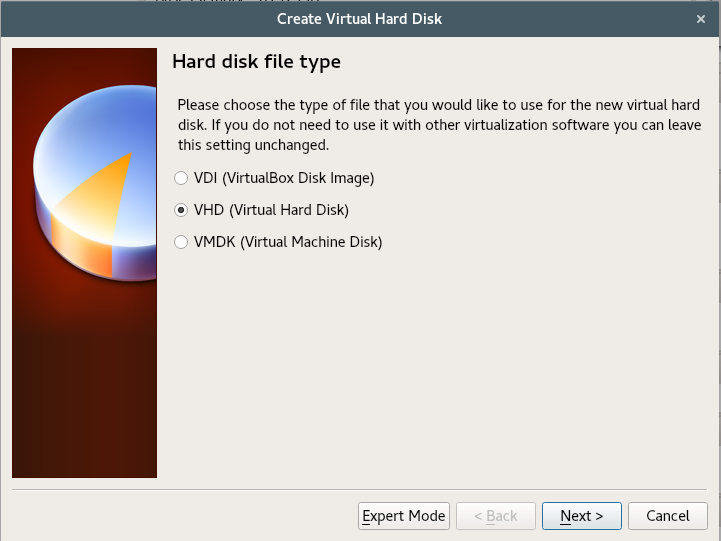 Create Virtual Hard Disk
×
Hard disk file type
Please choose the type of file that you would like to use for the new virtual hard
disk. If you do not need to use it with other virtualization software you can leave
this setting unchanged.
VDI (VirtualBox Disk Image)
VHD (Virtual Hard Disk)
VMDK (Virtual Machine Disk)
Expert Mode
< Back
Next >
Cancel